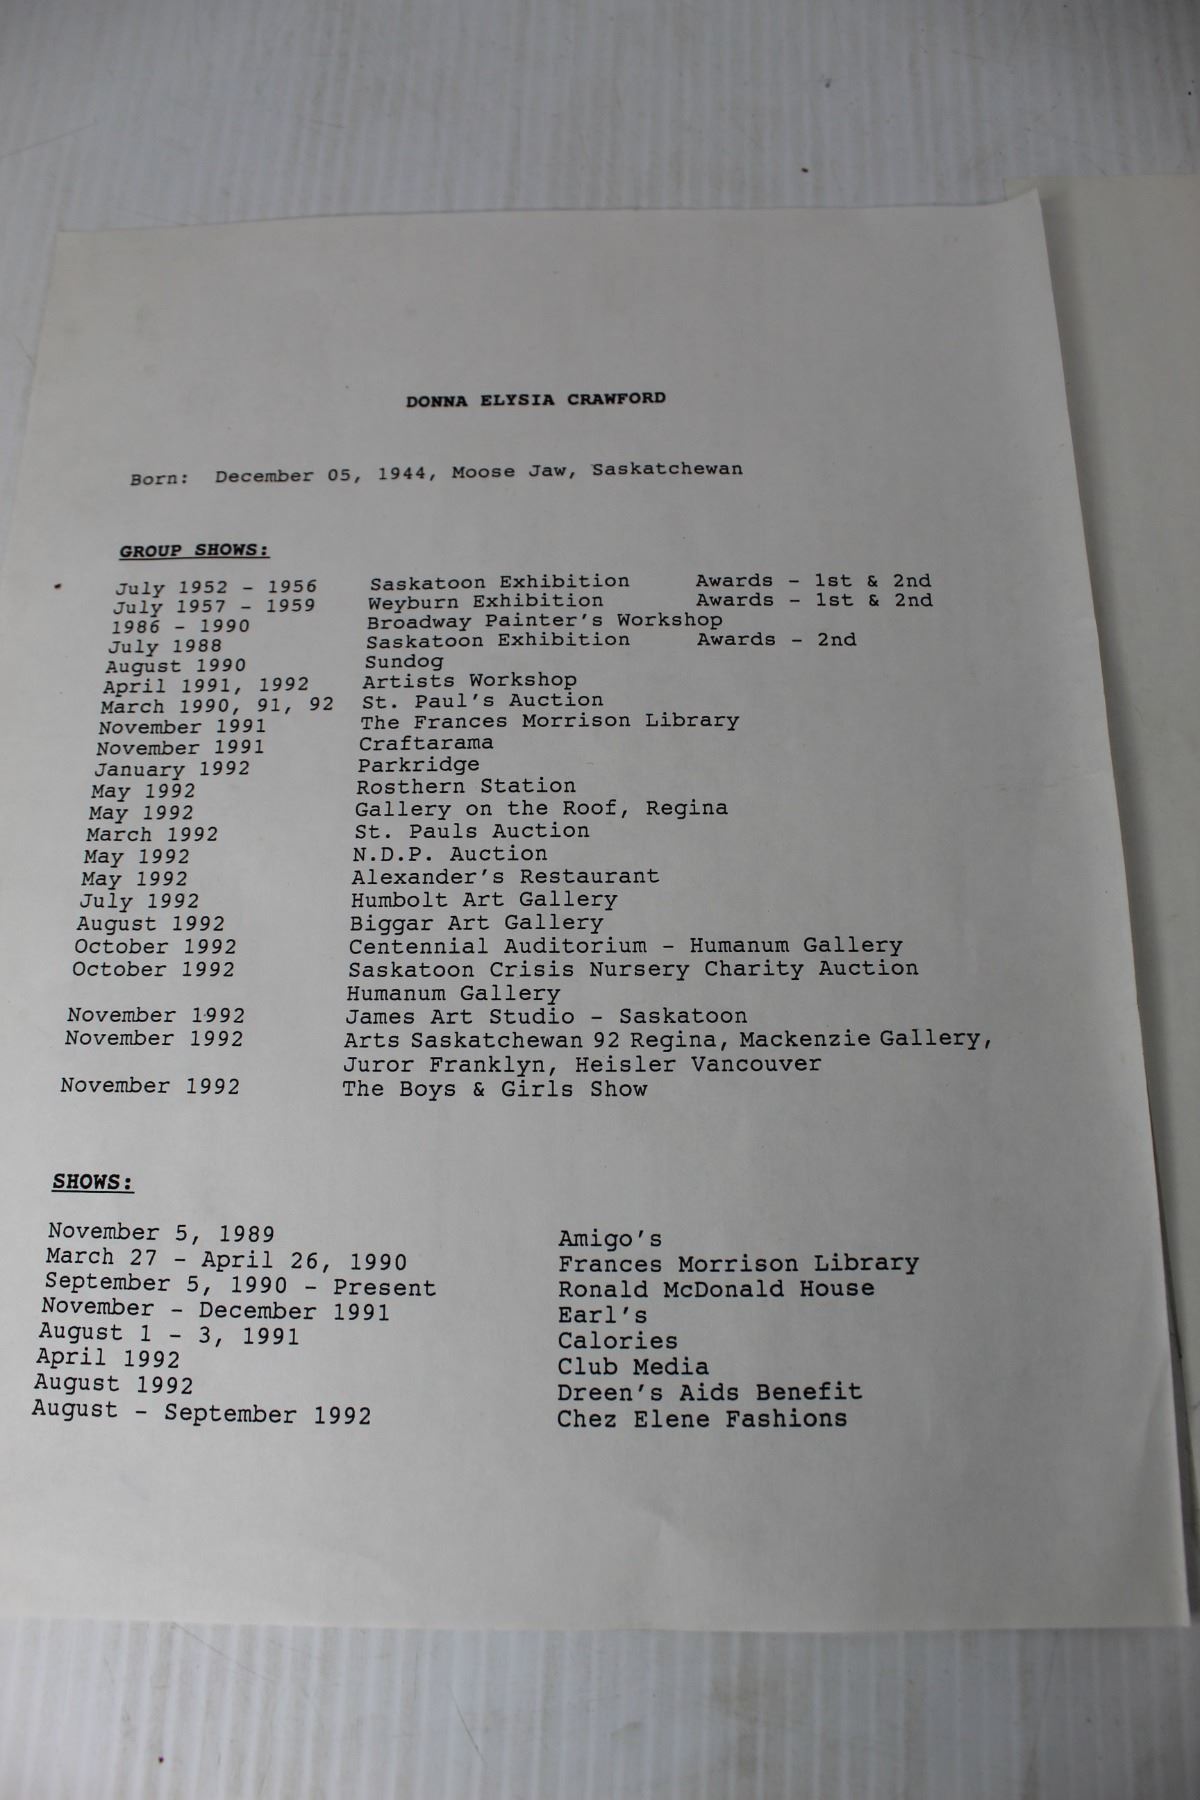 DONNA ELYSIA CRAWFORD
Born: December 05, 1944, Moose Jaw, Saskatchewan
GROUP SHOWS:
July 1952 - 1956 Saskatoon Exhibition Awards - 1st & 2nd
July 1957 - 1959 Weyburn Exhibition Awards - 1st & 2nd
1986 - 1990 Broadway Painter's Workshop
July 1988 Saskatoon Exhibition Awards - 2nd
August 1990 Sundog
April 1991, 1992 Artists Workshop
March 1990, 91, 92 St. Paul's Auction
November 1991 The Frances Morrison Library
November 1991 Craftarama
January 1992 Parkridge
May 1992 Rosthern Station
May 1992 Gallery on the Roof, Regina
March 1992 St. Pauls Auction
May 1992 N.D.P. Auction
May 1992 Alexander's Restaurant
July 1992 Humbolt Art Gallery
August 1992 Biggar Art Gallery
October 1992 Centennial Auditorium - Humanum Gallery
October 1992 Saskatoon Crisis Nursery Charity Auction
Humanum Gallery
November 1992 James Art Studio - Saskatoon
November 1992 Arts Saskatchewan 92 Regina, Mackenzie Gallery,
Juror Franklyn, Heisler Vancouver
November 1992 The Boys & Girls Show
SHOWS:
November 5, 1989 Amigo's
March 27 - April 26, 1990 Frances Morrison Library
September 5, 1990 - Present Ronald McDonald House
November - December 1991 Earl's
August 1 - 3, 1991 Calories
April 1992 Club Media
August 1992 Dreen's Aids Benefit
August - September 1992 Chez Elene Fashions